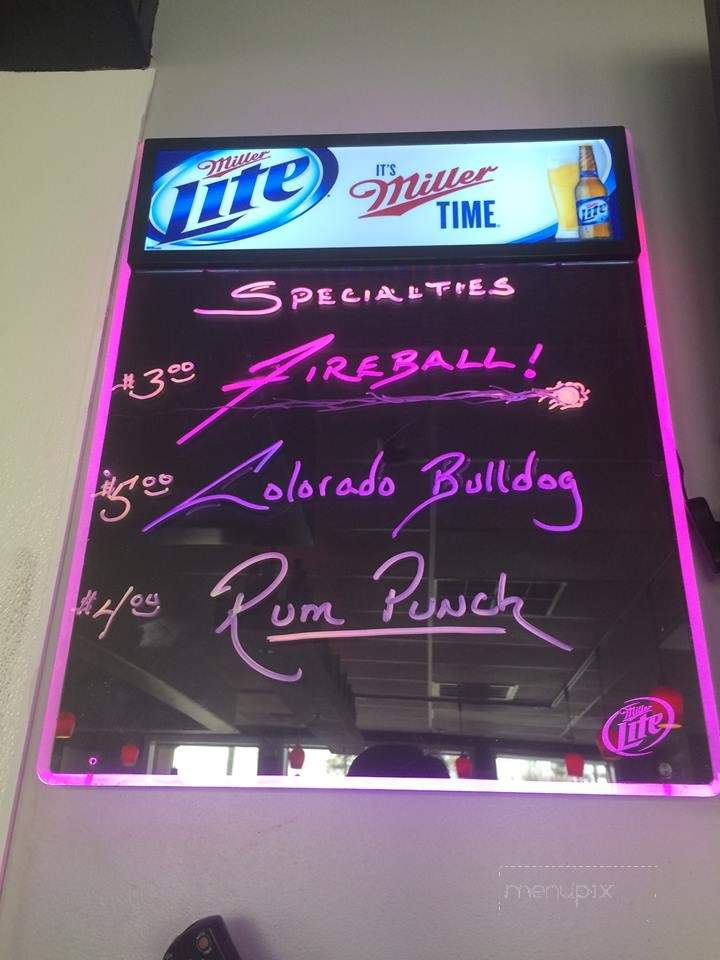 Miller
Lite
IT'S
Miller
TIME
Lite
SPECIALTIES
$3.00 FIREBALL!
$5.00 Colorado Bulldog
$4.00 RUM PUNCH
Miller
Lite
menupix